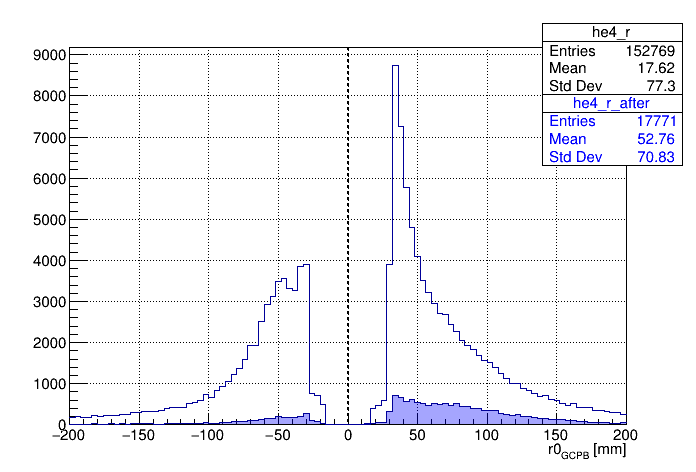 he4_r
Entries 152769
Mean 17.62
Std Dev 77.3
he4_r_after
Entries 17771
Mean 52.76
Std Dev 70.83
9000
8000
7000
6000
5000
4000
3000
2000
1000
0
−200 −150 −100 −50 0 50 100 150 200
r0GCPB [mm]